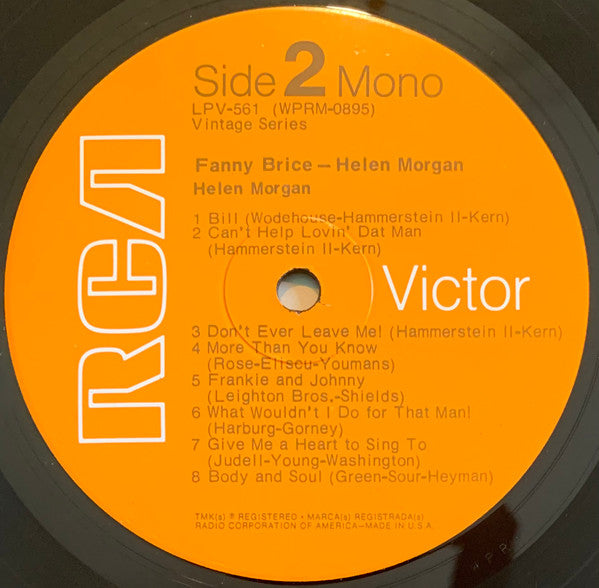 Side 2 Mono
LPV-561 (WPRM-0895)
Vintage Series
Fanny Brice – Helen Morgan
Helen Morgan
1 Bill (Wodehouse-Hammerstein II-Kern)
2 Can't Help Lovin' Dat Man
(Hammerstein II-Kern)
RCA
Victor
3 Don't Ever Leave Me! (Hammerstein II-Kern)
4 More Than You Know
(Rose-Eliscu-Youmans)
5 Frankie and Johnny
(Leighton Bros.-Shields)
6 What Wouldn't I Do for That Man!
(Harburg-Gorney)
7 Give Me a Heart to Sing To
(Judell-Young-Washington)
8 Body and Soul (Green-Sour-Heyman)
TMK(s) ® REGISTERED • MARCA(s) REGISTRADA(s)
RADIO CORPORATION OF AMERICA–MADE IN U.S.A.